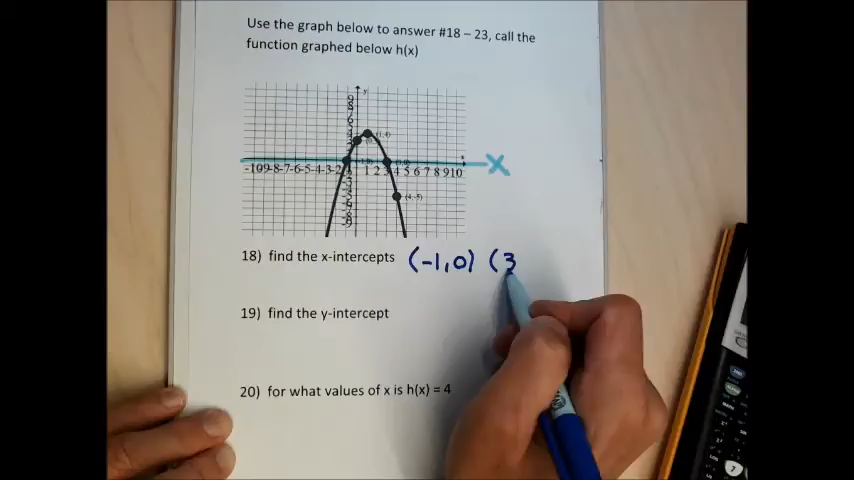 Use the graph below to answer #18 – 23, call the
function graphed below h(x)
y
(1,4)
x
X
-10-9-8-7-6-5-4-3-2 1 2 3 4 5 6 7 8 9 10
(4,-5)
18) find the x-intercepts (-1,0) (3
19) find the y-intercept
20) for what values of x is h(x) = 4